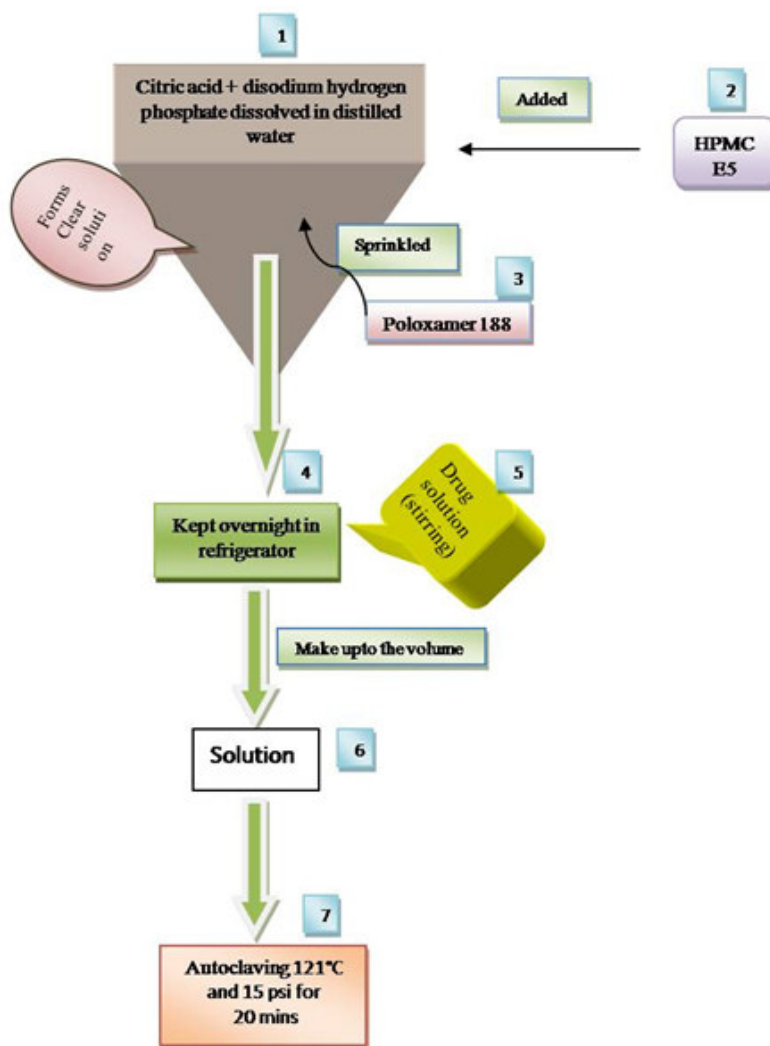 1
Citric acid + disodium hydrogen
phosphate dissolved in distilled
water
Added
2
HPMC
E5
Forms
Clear
soluti
on
Sprinkled
3
Poloxamer 188
4
Kept overnight in
refrigerator
5
Drug
solution
(stirring)
Make upto the volume
Solution
6
7
Autoclaving 121°C
and 15 psi for
20 mins